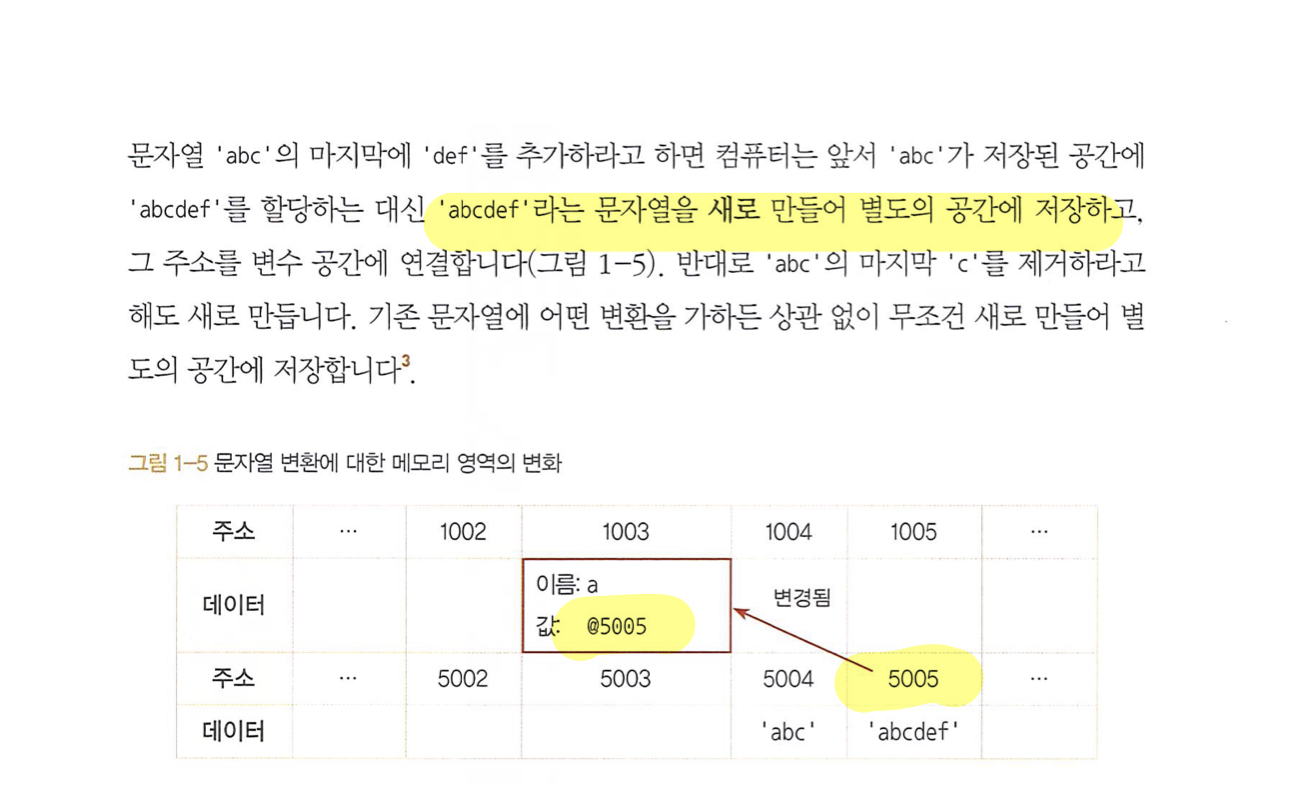 문자열 'abc'의 마지막에 'def'를 추가하라고 하면 컴퓨터는 앞서 'abc'가 저장된 공간에
'abcdef'를 할당하는 대신 'abcdef'라는 문자열을 새로 만들어 별도의 공간에 저장하고,
그 주소를 변수 공간에 연결합니다(그림 1-5). 반대로 'abc'의 마지막 'c'를 제거하라고
해도 새로 만듭니다. 기존 문자열에 어떤 변환을 가하든 상관 없이 무조건 새로 만들어 별
도의 공간에 저장합니다3.
그림 1-5 문자열 변환에 대한 메모리 영역의 변화
주소 … 1002 1003 1004 1005 …
이름: a
데이터 변경됨
값: @5005
주소 … 5002 5003 5004 5005 …
데이터 'abc' 'abcdef'